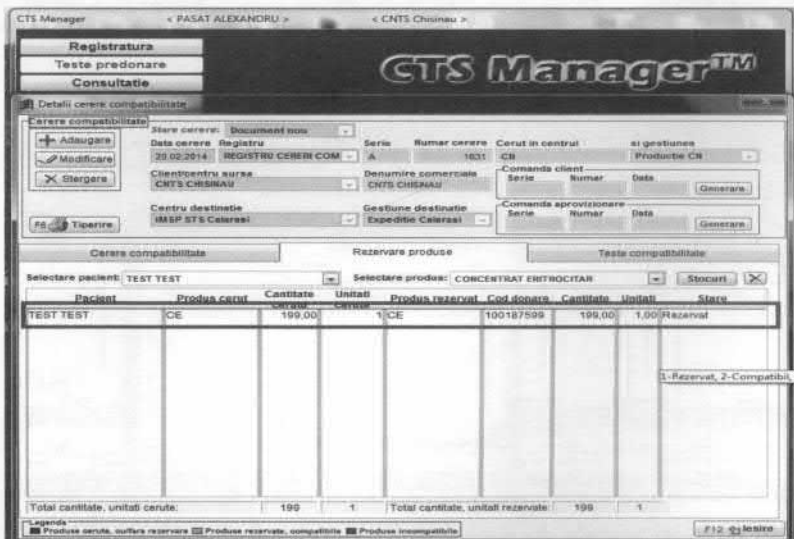 CTS Manager < PASAT ALEXANDRU > < CNTS Chisinau >
Registratura
Teste predonare
Consultatie
CTS Manager™
Detalii cerere compatibilitate
Cerere compatibilitate
Adaugare
Modificare
Stergere
F6 Tiparire
Stare cerere: Document nou
Data cerere Registru Serie Numar cerere Cerut in centrul si gestiunea
20.02.2014 REGISTRU CERERI COM A 1631 CN Productie CN
Client/centru sursa Denumire comerciala Comanda client
CNTS CHISINAU CNTS CHISINAU Serie Numar Data Generare
Centru destinatie Gestiune destinatie Comanda aprovizionare
IMSP STS Calarasi Expeditie Calarasi Serie Numar Data Generare
Cerere compatibilitate Rezervare produse Teste compatibilitate
Selectare pacient: TEST TEST Selectare produs: CONCENTRAT ERITROCITAR Stocuri
Pacient Produs cerut Cantitate Unitati Produs rezervat Cod donare Cantitate Unitati Stare
TEST TEST CE 199,00 1 CE 100187599 199,00 1,00 Rezervat
1-Rezervat, 2-Compatibil,
Total cantitate, unitati cerute: 199 1 Total cantitate, unitati rezervate: 199 1
Legenda
Produse cerute, nu/fara rezervare Produse rezervate, compatibile Produse incompatibile
F12 Iesire